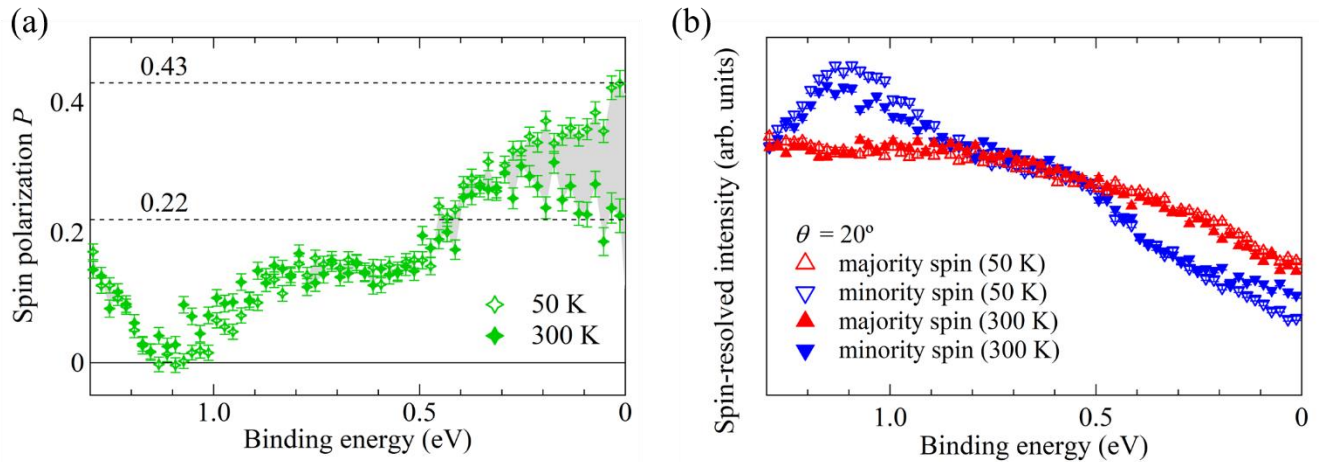 (a)
Spin polarization P
0.43
0.4
0.22
0.2
0
50 K
300 K
1.0
0.5
0
Binding energy (eV)
(b)
Spin-resolved intensity (arb. units)
θ = 20°
majority spin (50 K)
minority spin (50 K)
majority spin (300 K)
minority spin (300 K)
1.0
0.5
0
Binding energy (eV)